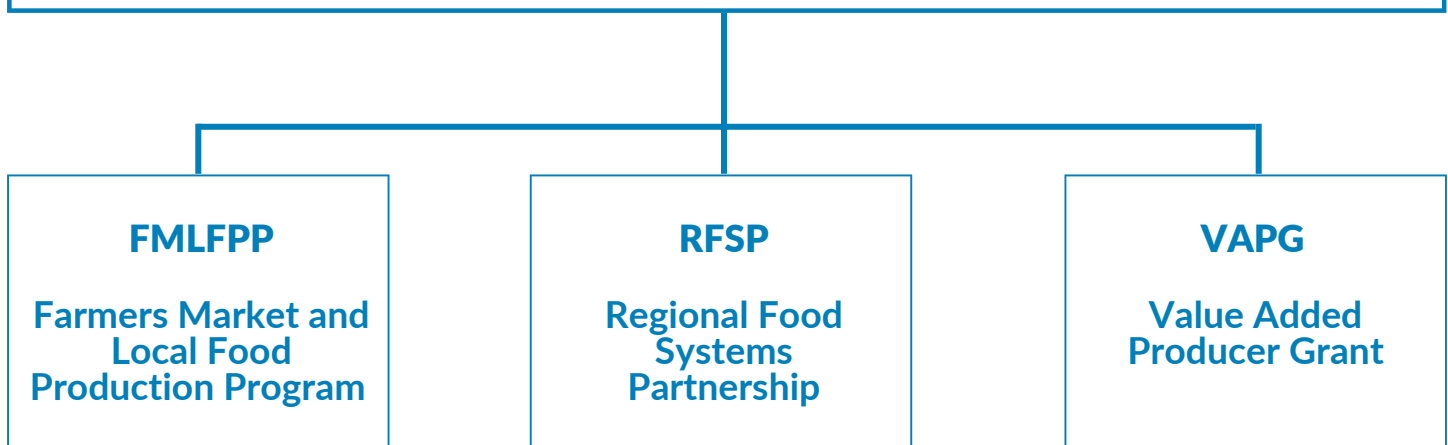 FMLFPP
Farmers Market and
Local Food
Production Program
RFSP
Regional Food
Systems
Partnership
VAPG
Value Added
Producer Grant